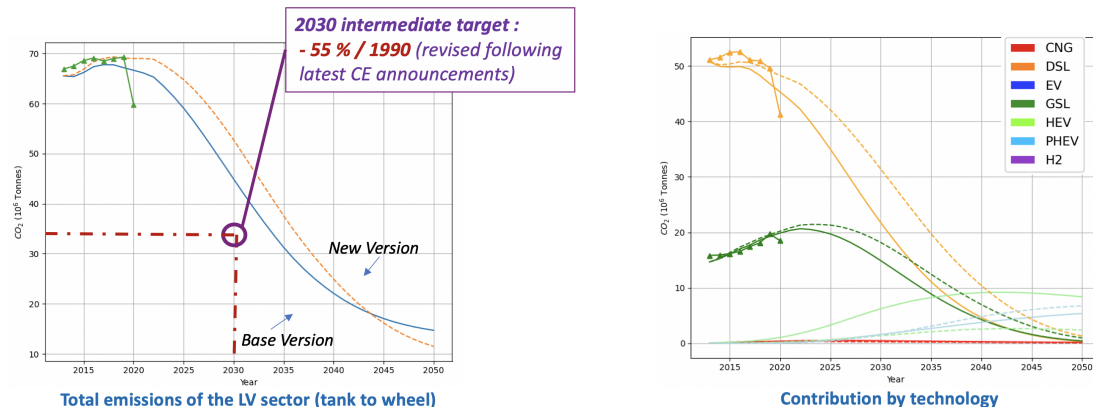 2030 intermediate target :
- 55 % / 1990 (revised following
latest CE announcements)
70
60
50
40
30
20
10
CO₂ (10⁶ Tonnes)
New Version
Base Version
2015 2020 2025 2030 2035 2040 2045 2050
Year
Total emissions of the LV sector (tank to wheel)
50
40
30
20
10
0
CO₂ (10⁶ Tonnes)
CNG
DSL
EV
GSL
HEV
PHEV
H2
2015 2020 2025 2030 2035 2040 2045 2050
Year
Contribution by technology